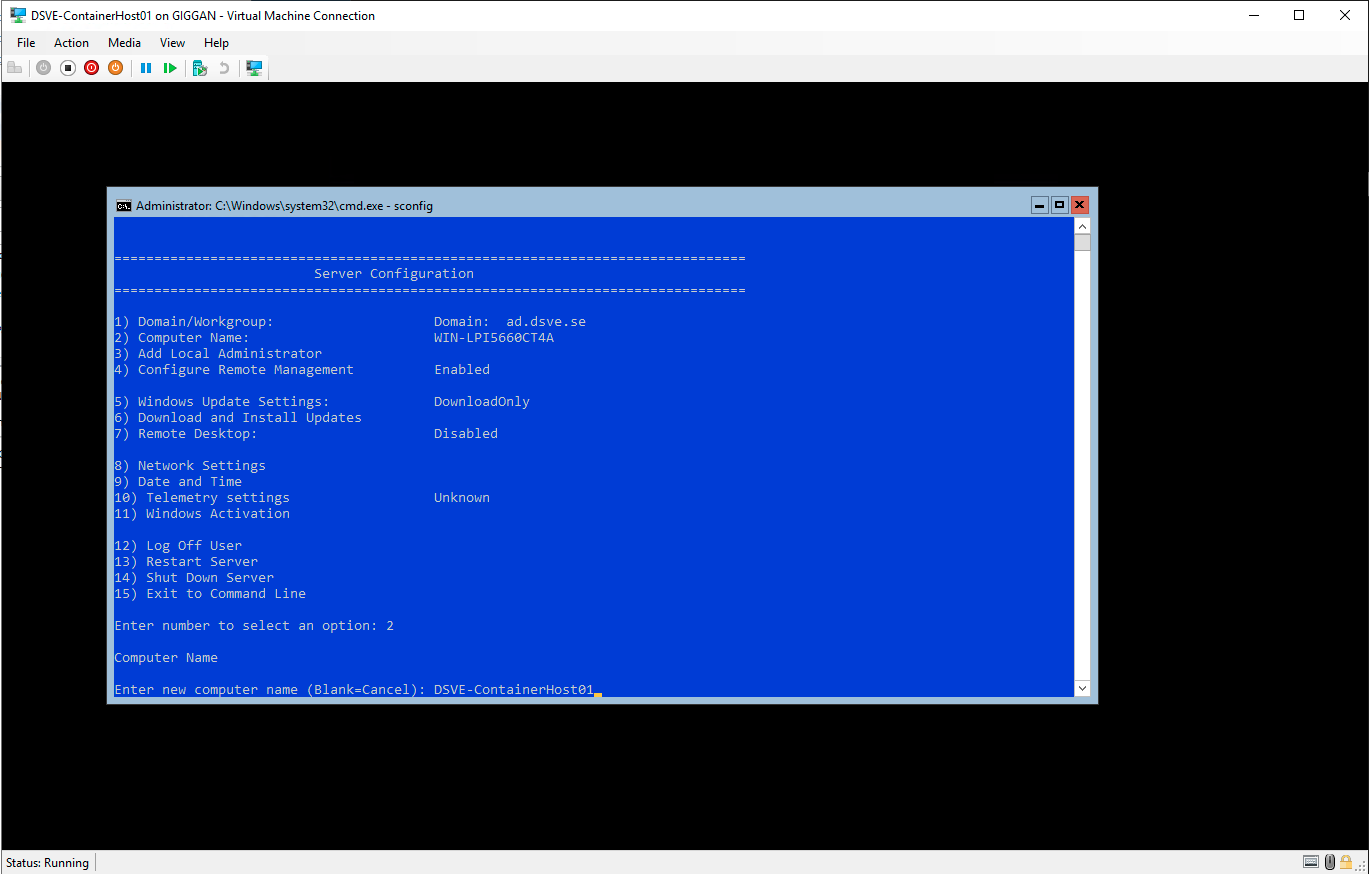 DSVE-ContainerHost01 on GIGGAN - Virtual Machine Connection
File Action Media View Help
Administrator: C:\Windows\system32\cmd.exe - sconfig
===============================================================================
Server Configuration
===============================================================================
1) Domain/Workgroup: Domain: ad.dsve.se
2) Computer Name: WIN-LPI5660CT4A
3) Add Local Administrator
4) Configure Remote Management Enabled
5) Windows Update Settings: DownloadOnly
6) Download and Install Updates
7) Remote Desktop: Disabled
8) Network Settings
9) Date and Time
10) Telemetry settings Unknown
11) Windows Activation
12) Log Off User
13) Restart Server
14) Shut Down Server
15) Exit to Command Line
Enter number to select an option: 2
Computer Name
Enter new computer name (Blank=Cancel): DSVE-ContainerHost01
Status: Running